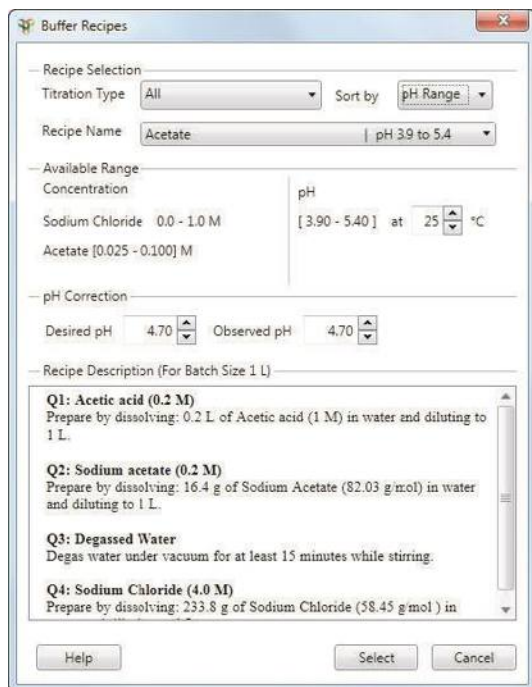 Buffer Recipes
Recipe Selection
Titration Type All Sort by pH Range
Recipe Name Acetate | pH 3.9 to 5.4
Available Range
Concentration pH
Sodium Chloride 0.0 - 1.0 M [ 3.90 - 5.40 ] at 25 °C
Acetate [0.025 - 0.100] M
pH Correction
Desired pH 4.70 Observed pH 4.70
Recipe Description (For Batch Size 1 L)
Q1: Acetic acid (0.2 M)
Prepare by dissolving: 0.2 L of Acetic acid (1 M) in water and diluting to
1 L.
Q2: Sodium acetate (0.2 M)
Prepare by dissolving: 16.4 g of Sodium Acetate (82.03 g/mol) in water
and diluting to 1 L.
Q3: Degassed Water
Degas water under vacuum for at least 15 minutes while stirring.
Q4: Sodium Chloride (4.0 M)
Prepare by dissolving: 233.8 g of Sodium Chloride (58.45 g/mol ) in
Help Select Cancel